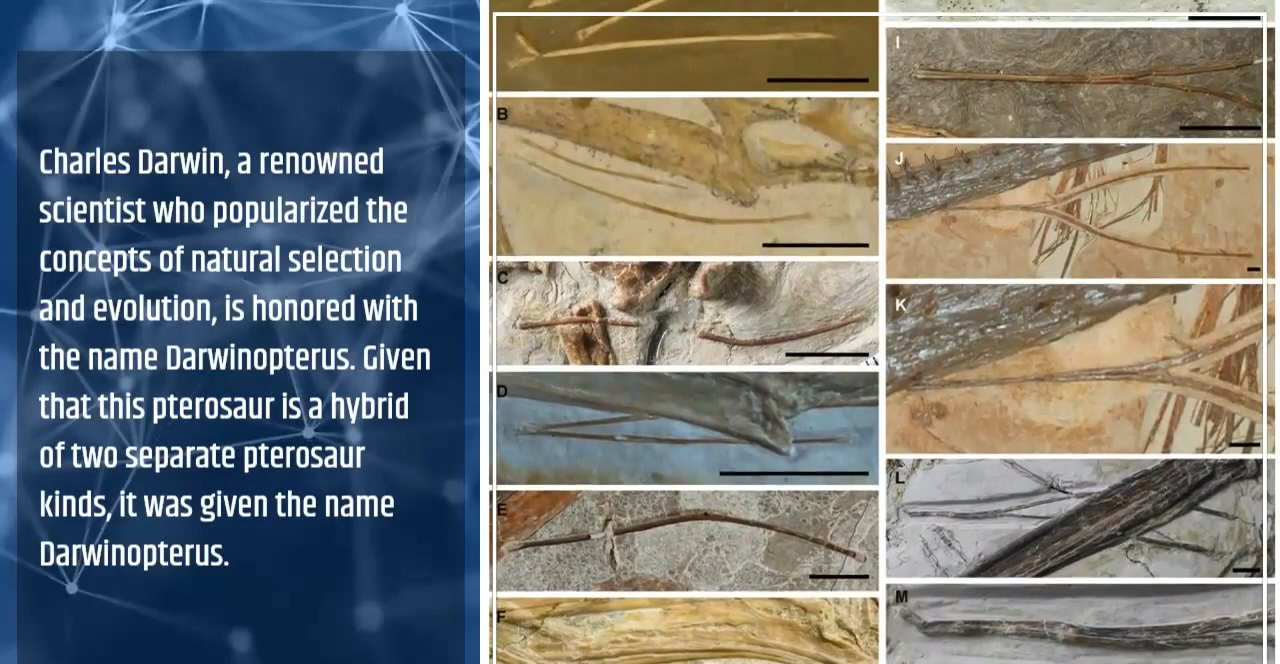 Charles Darwin, a renowned
scientist who popularized the
concepts of natural selection
and evolution, is honored with
the name Darwinopterus. Given
that this pterosaur is a hybrid
of two separate pterosaur
kinds, it was given the name
Darwinopterus.
B
C
D
E
F
I
J
K
L
M